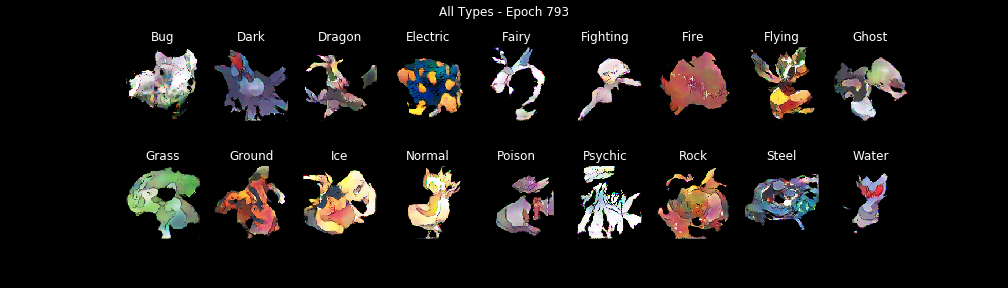 All Types - Epoch 793
Bug Dark Dragon Electric Fairy Fighting Fire Flying Ghost
Grass Ground Ice Normal Poison Psychic Rock Steel Water